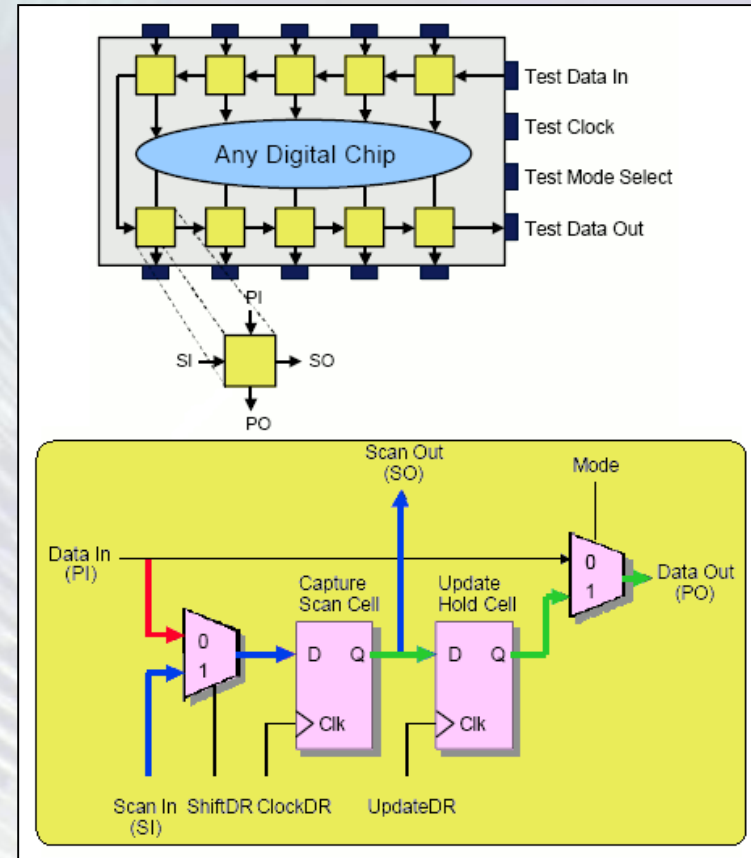 Test Data In
Test Clock
Any Digital Chip
Test Mode Select
Test Data Out
PI
SI
SO
PO
Scan Out
(SO)
Mode
Data In
(PI)
Capture
Scan Cell
Update
Hold Cell
0
1
Data Out
(PO)
0
1
D Q
D Q
Clk
Clk
Scan In
(SI)
ShiftDR
ClockDR
UpdateDR